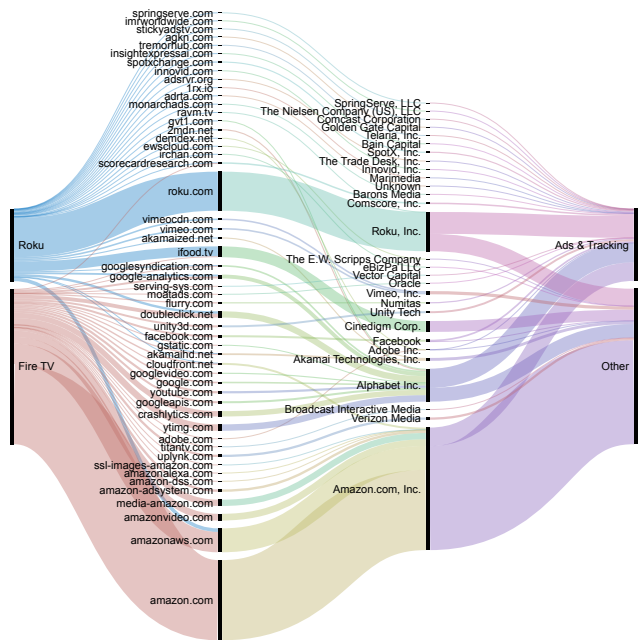 springserve.com
imrworldwide.com
stickyadstv.com
agkn.com
tremorhub.com
insightexpressai.com
spotxchange.com
innovid.com
adsrvr.org
1rx.io
adrta.com
monarchads.com
ravm.tv
gvt1.com
2mdn.net
demdex.net
ewscloud.com
irchan.com
scorecardresearch.com
roku.com
vimeocdn.com
vimeo.com
akamaized.net
ifood.tv
googlesyndication.com
google-analytics.com
serving-sys.com
moatads.com
flurry.com
doubleclick.net
unity3d.com
facebook.com
gstatic.com
akamaihd.net
cloudfront.net
googlevideo.com
google.com
youtube.com
googleapis.com
crashlytics.com
ytimg.com
adobe.com
titantv.com
uplynk.com
ssl-images-amazon.com
amazonalexa.com
amazon-dss.com
amazon-adsystem.com
media-amazon.com
amazonvideo.com
amazonaws.com
amazon.com
Roku
Fire TV
SpringServe, LLC
The Nielsen Company (US), LLC
Comcast Corporation
Golden Gate Capital
Telaria, Inc.
Bain Capital
SpotX, Inc.
The Trade Desk, Inc.
Innovid, Inc.
Marimedia
Unknown
Barons Media
Comscore, Inc.
Roku, Inc.
The E.W. Scripps Company
eBizPa LLC
Vector Capital
Oracle
Vimeo, Inc.
Numitas
Unity Tech
Cinedigm Corp.
Facebook
Adobe Inc.
Akamai Technologies, Inc.
Alphabet Inc.
Broadcast Interactive Media
Verizon Media
Amazon.com, Inc.
Ads & Tracking
Other